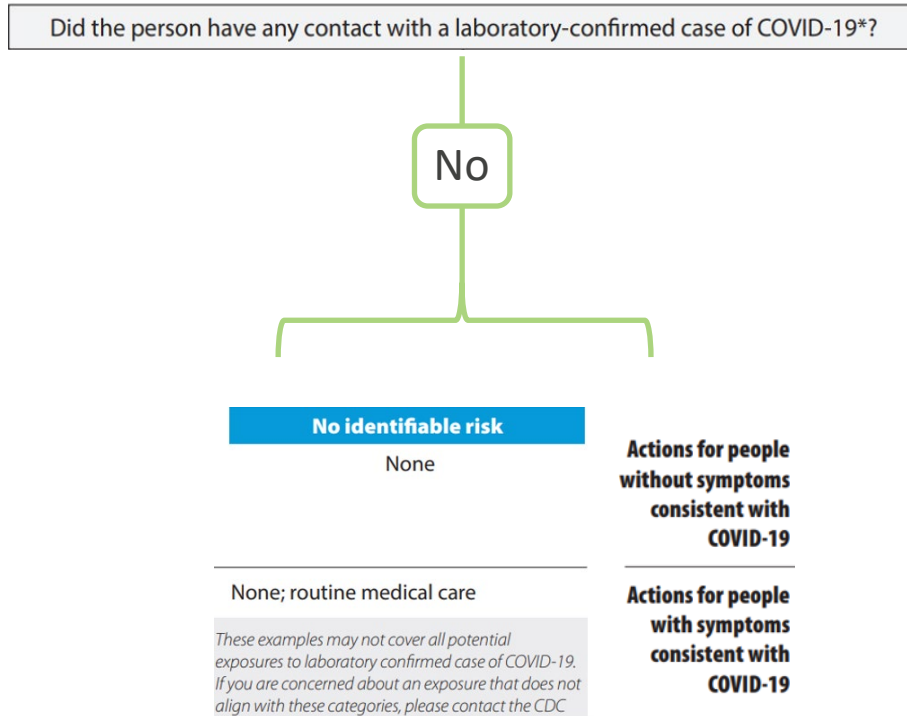 Did the person have any contact with a laboratory-confirmed case of COVID-19*?
No
No identifiable risk
None
Actions for people
without symptoms
consistent with
COVID-19
None; routine medical care
These examples may not cover all potential
exposures to laboratory confirmed case of COVID-19.
If you are concerned about an exposure that does not
align with these categories, please contact the CDC
Actions for people
with symptoms
consistent with
COVID-19